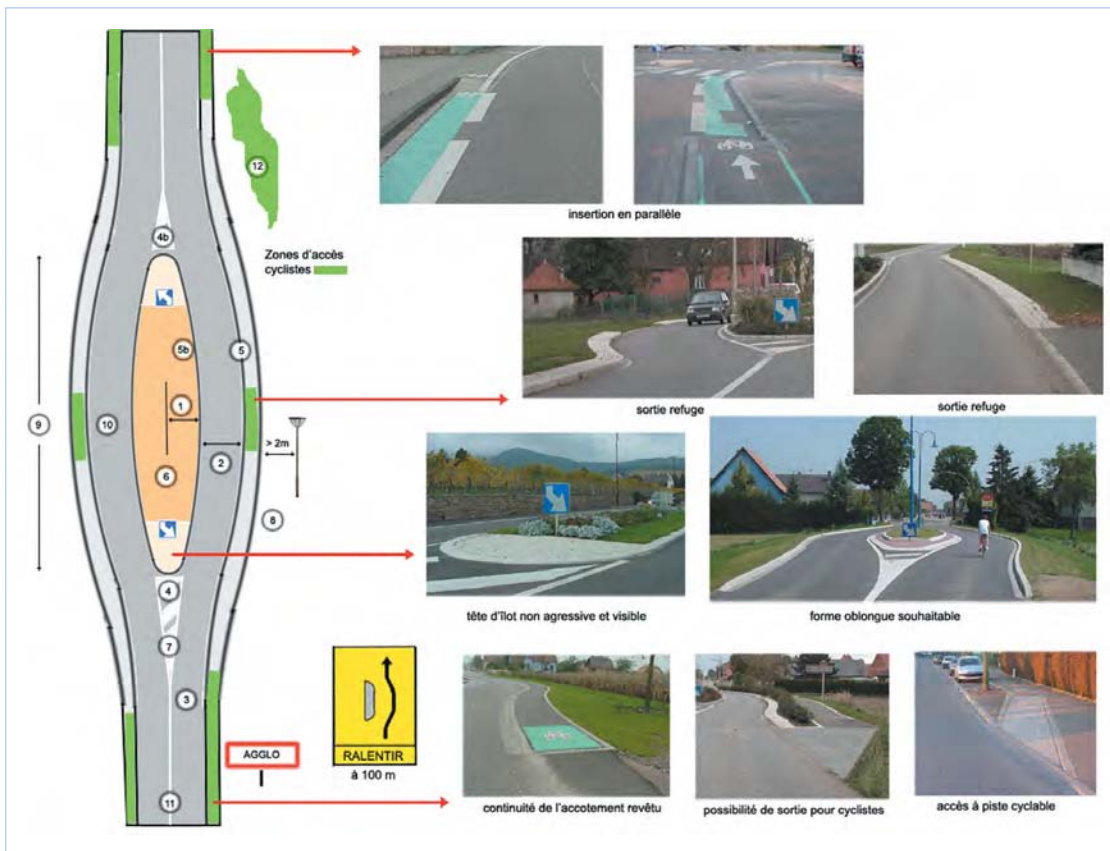 12
4b
Zones d'accès
cyclistes
5b
5
1
9
10
2
> 2m
6
8
4
7
3
11
AGGLO
RALENTIR
à 100 m
insertion en parallèle
sortie refuge
sortie refuge
tête d'îlot non agressive et visible
forme oblongue souhaitable
continuité de l'accotement revêtu
possibilité de sortie pour cyclistes
accès à piste cyclable